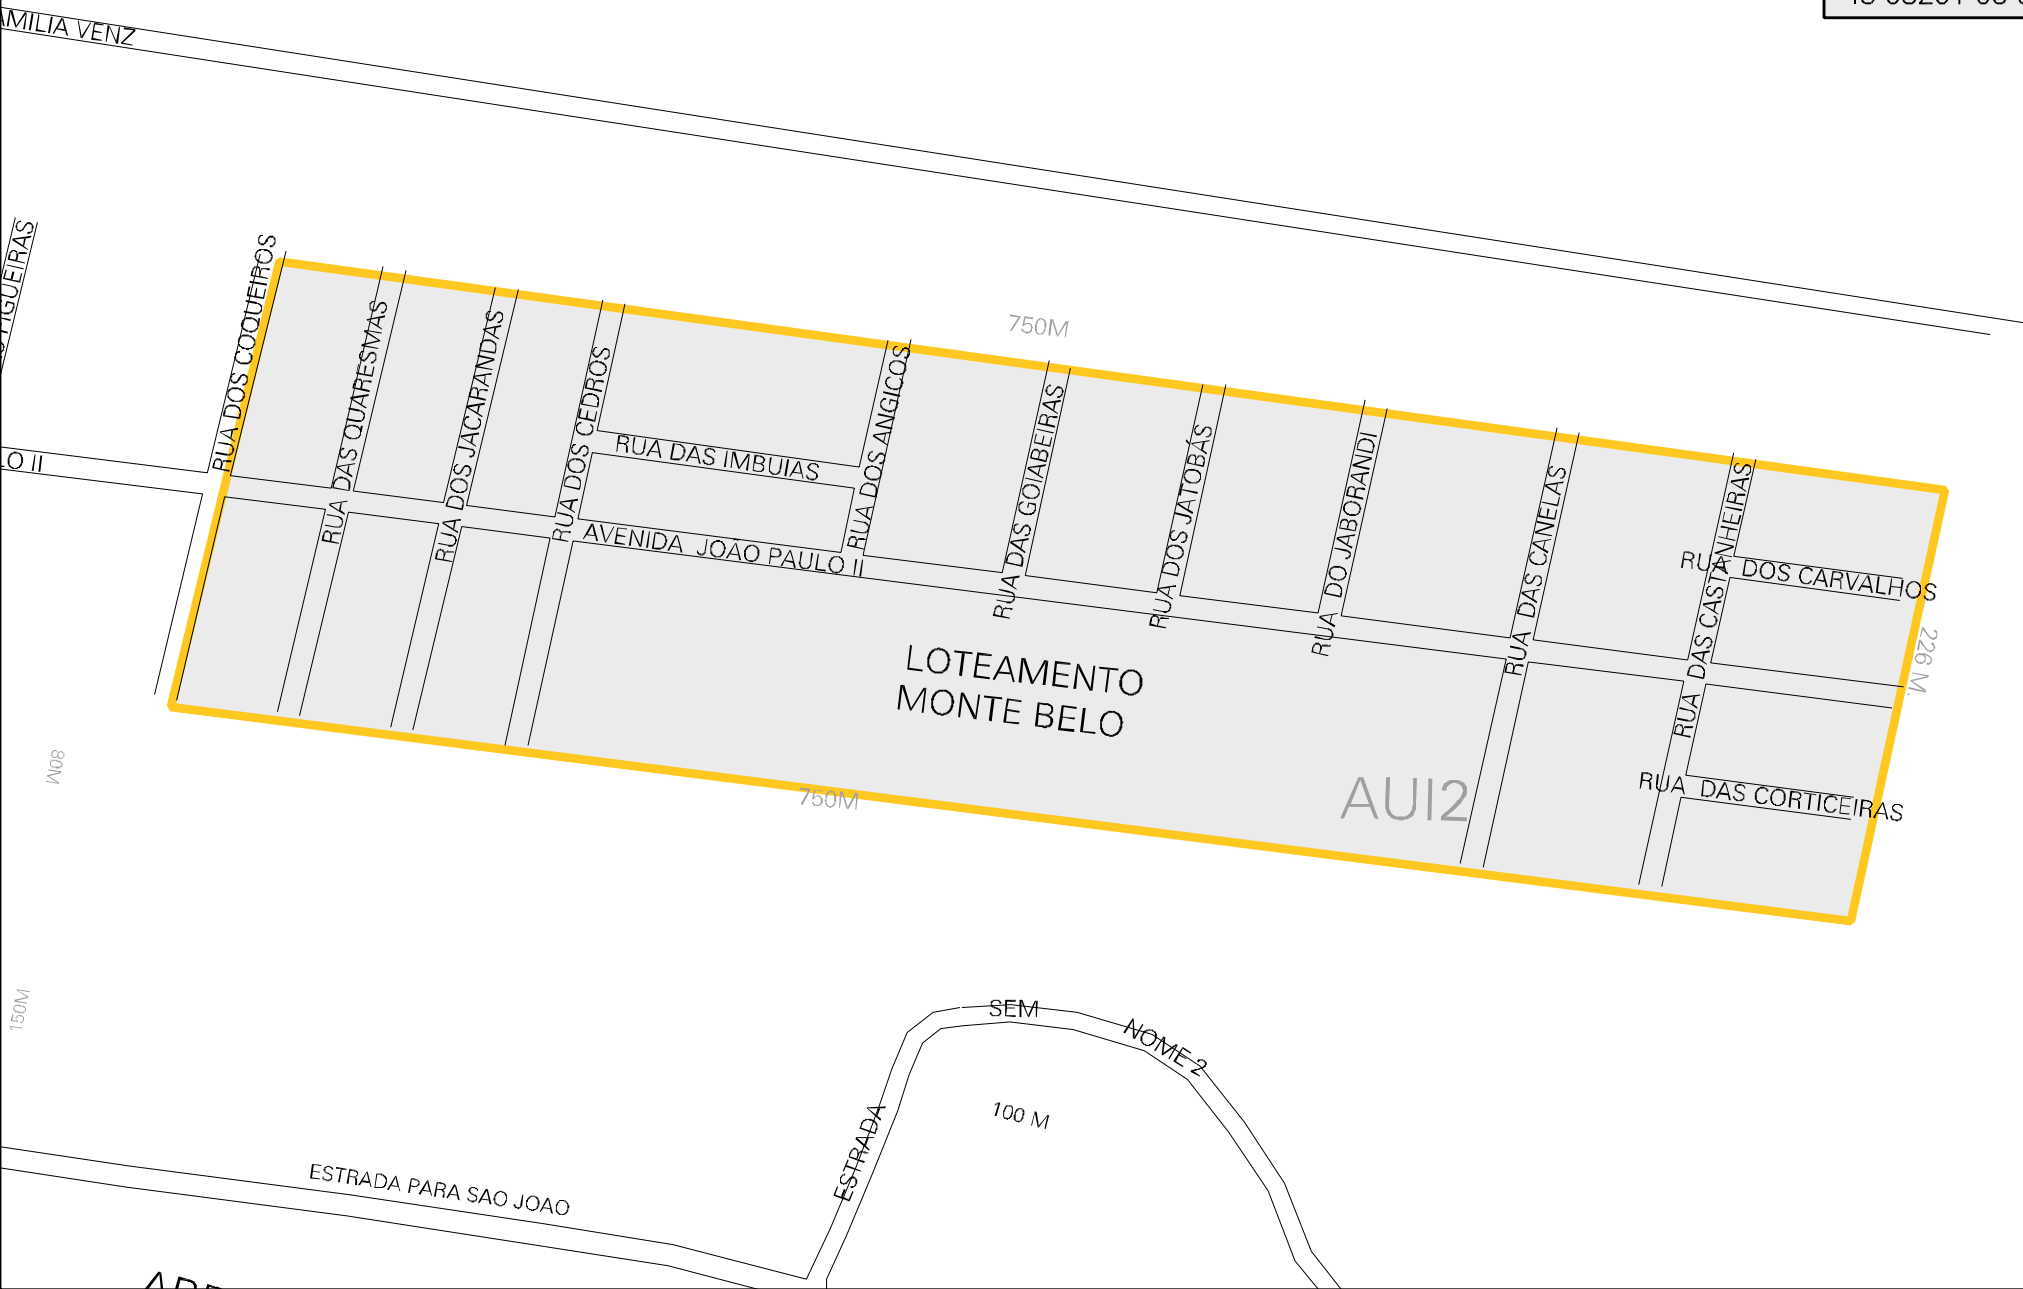 AMILIA VENZ
RUA DOS COQUEIROS
RUA DAS QUARESMAS
RUA DOS JACARANDAS
750M
RUA DOS CEDROS
RUA DOS ANGICOS
RUA DAS GOIABEIRAS
RUA DOS JATOBÁS
RUA DO JABORANDI
RUA DAS CANELAS
RUA DAS CASTANHEIRAS
LO II
RUA DAS IMBUIAS
AVENIDA JOÃO PAULO II
RUA DOS CARVALHOS
226 M.
LOTEAMENTO
MONTE BELO
AUI2
RUA DAS CORTICEIRAS
80M
750M
150M
SEM
NOME 2
ESTRADA
100 M
ESTRADA PARA SAO JOAO